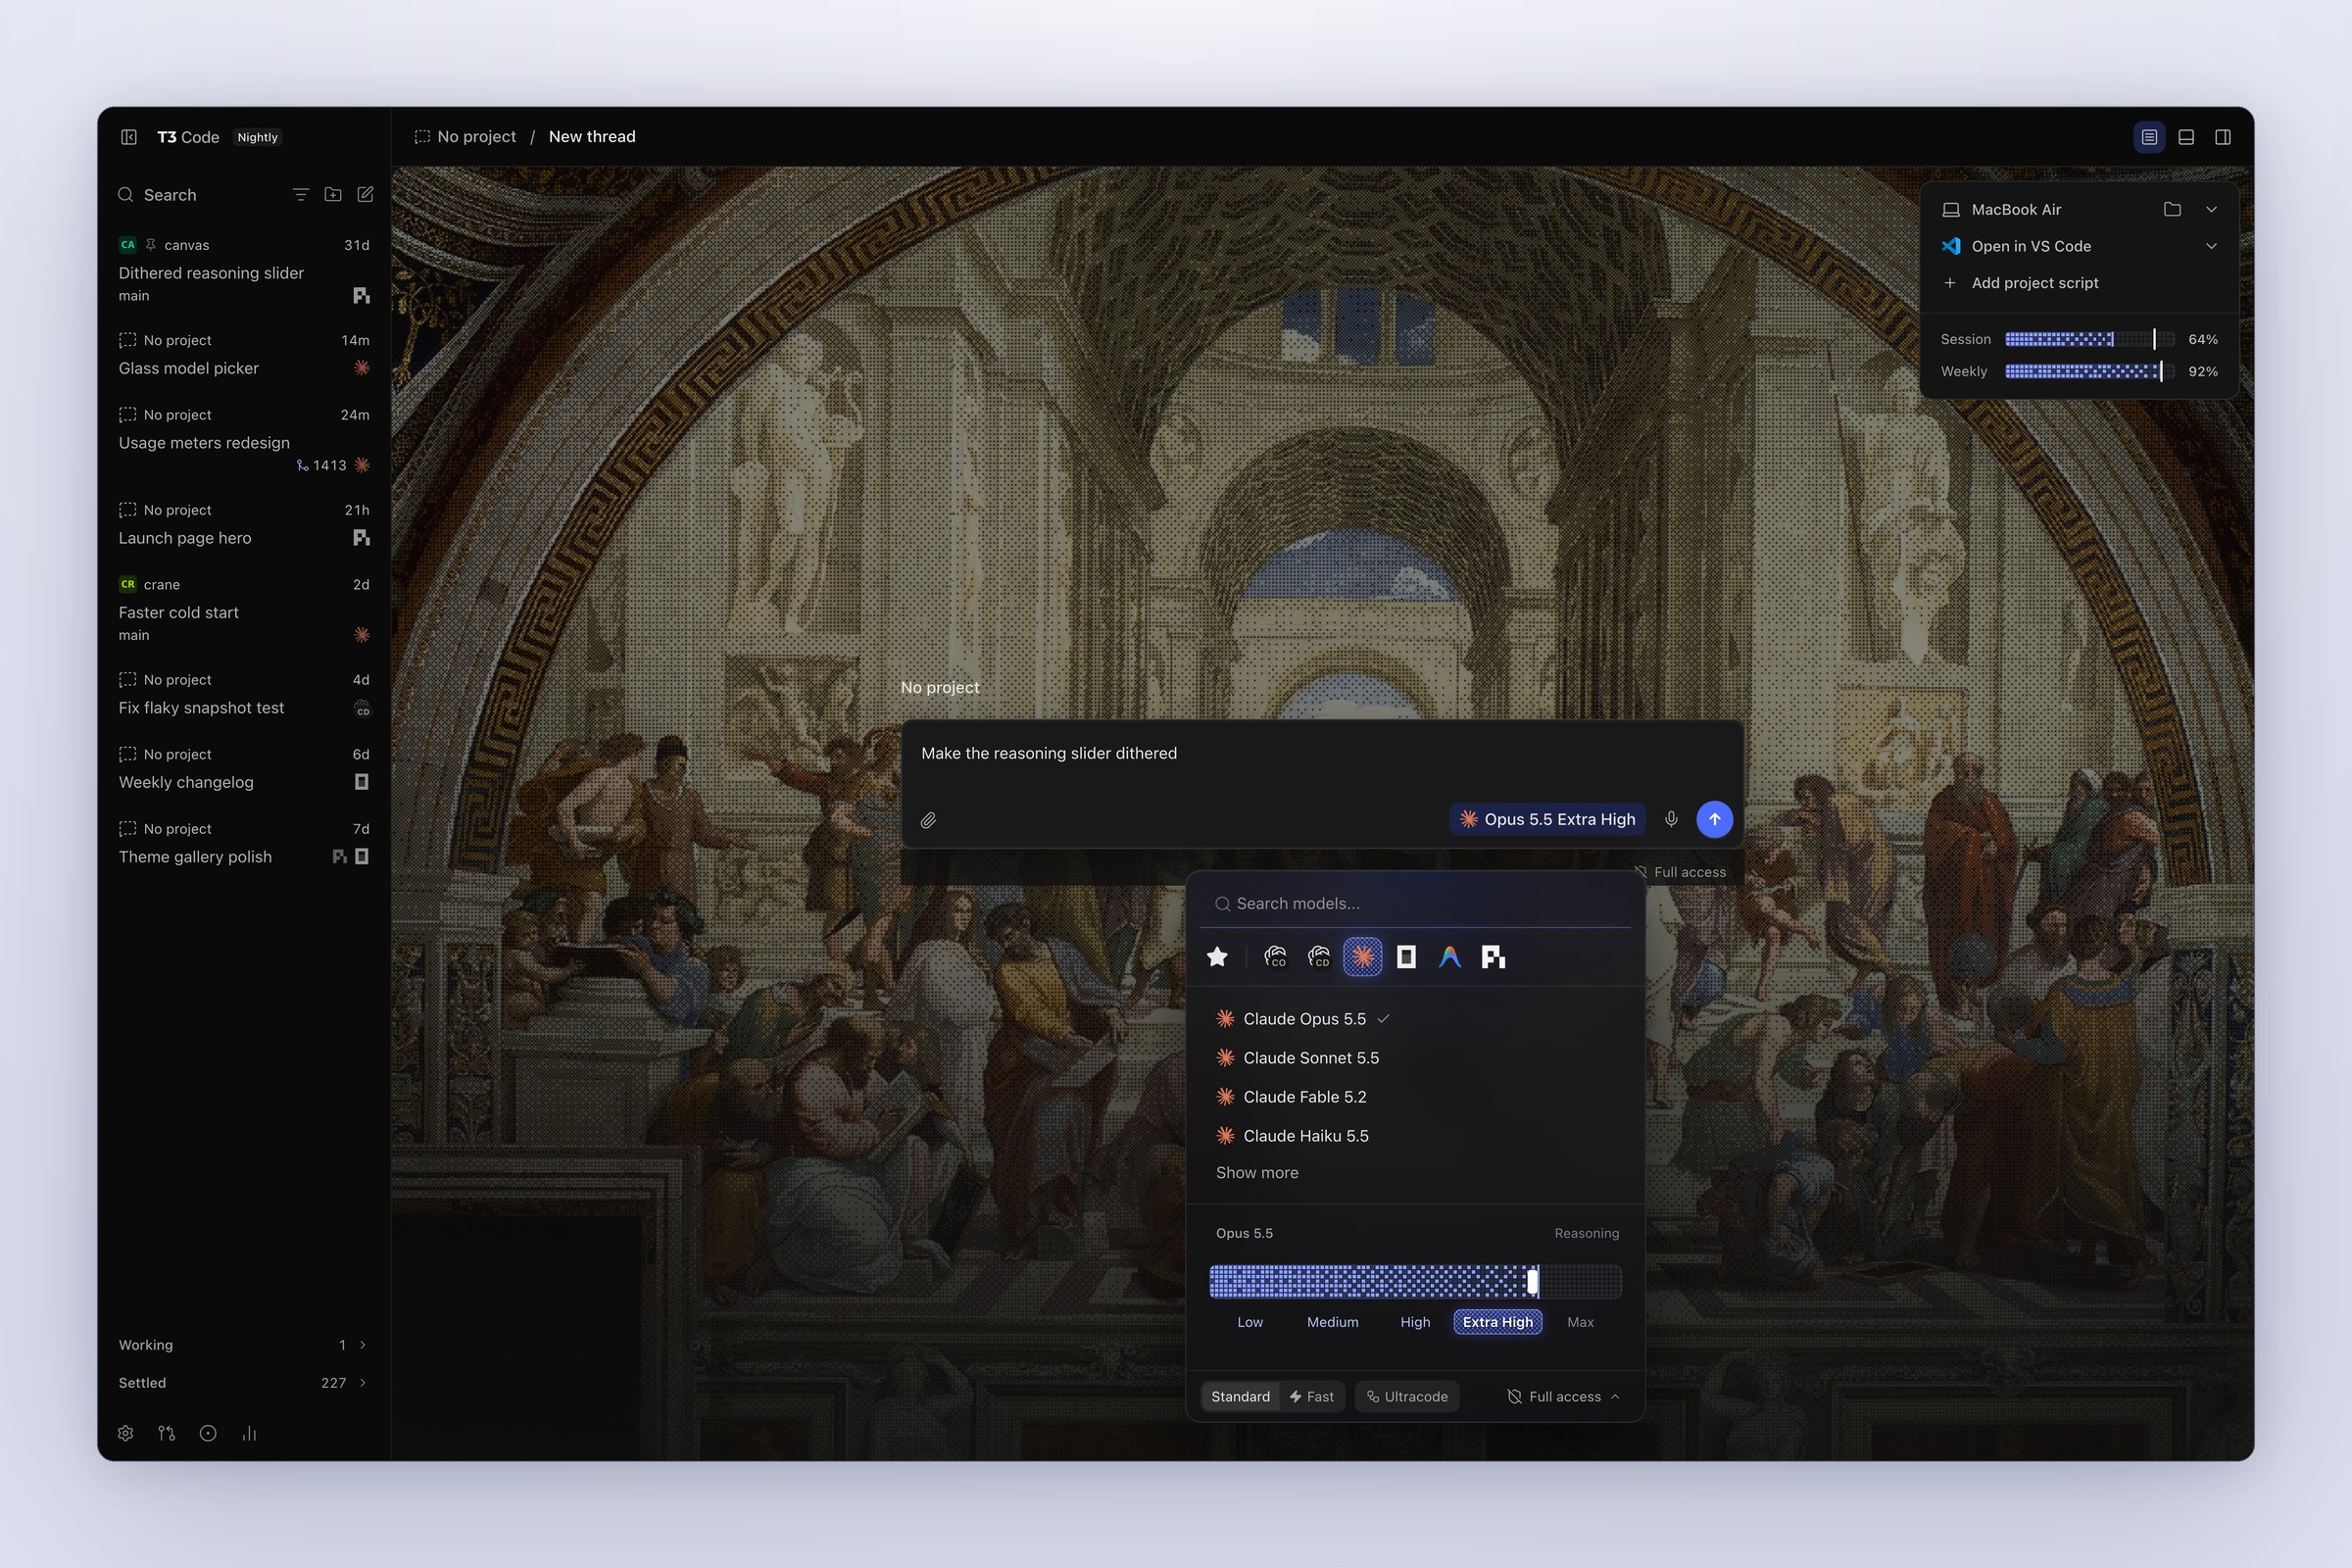 T3 Code Nightly
No project / New thread
Search
CA canvas 31d
Dithered reasoning slider
main
No project 14m
Glass model picker
No project 24m
Usage meters redesign
1413
No project 21h
Launch page hero
CR crane 2d
Faster cold start
main
No project 4d
Fix flaky snapshot test
CD
No project 6d
Weekly changelog
No project 7d
Theme gallery polish
Working 1
Settled 227
MacBook Air
Open in VS Code
Add project script
Session 64%
Weekly 92%
No project
Make the reasoning slider dithered
Opus 5.5 Extra High
Full access
Search models...
CO CD
Claude Opus 5.5
Claude Sonnet 5.5
Claude Fable 5.2
Claude Haiku 5.5
Show more
Opus 5.5 Reasoning
Low Medium High Extra High Max
Standard Fast Ultracode Full access